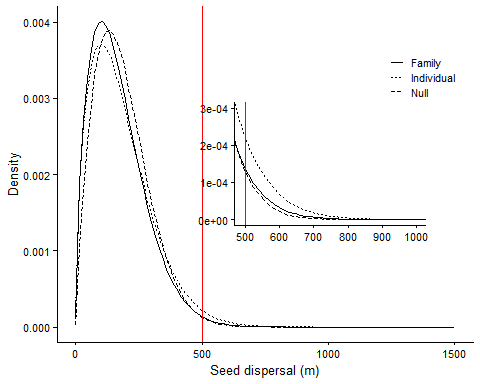 0.004
0.003
0.002
0.001
0.000
Density
0
500
1000
1500
Seed dispersal (m)
Family
Individual
Null
3e-04
2e-04
1e-04
0e+00
500
600
700
800
900
1000